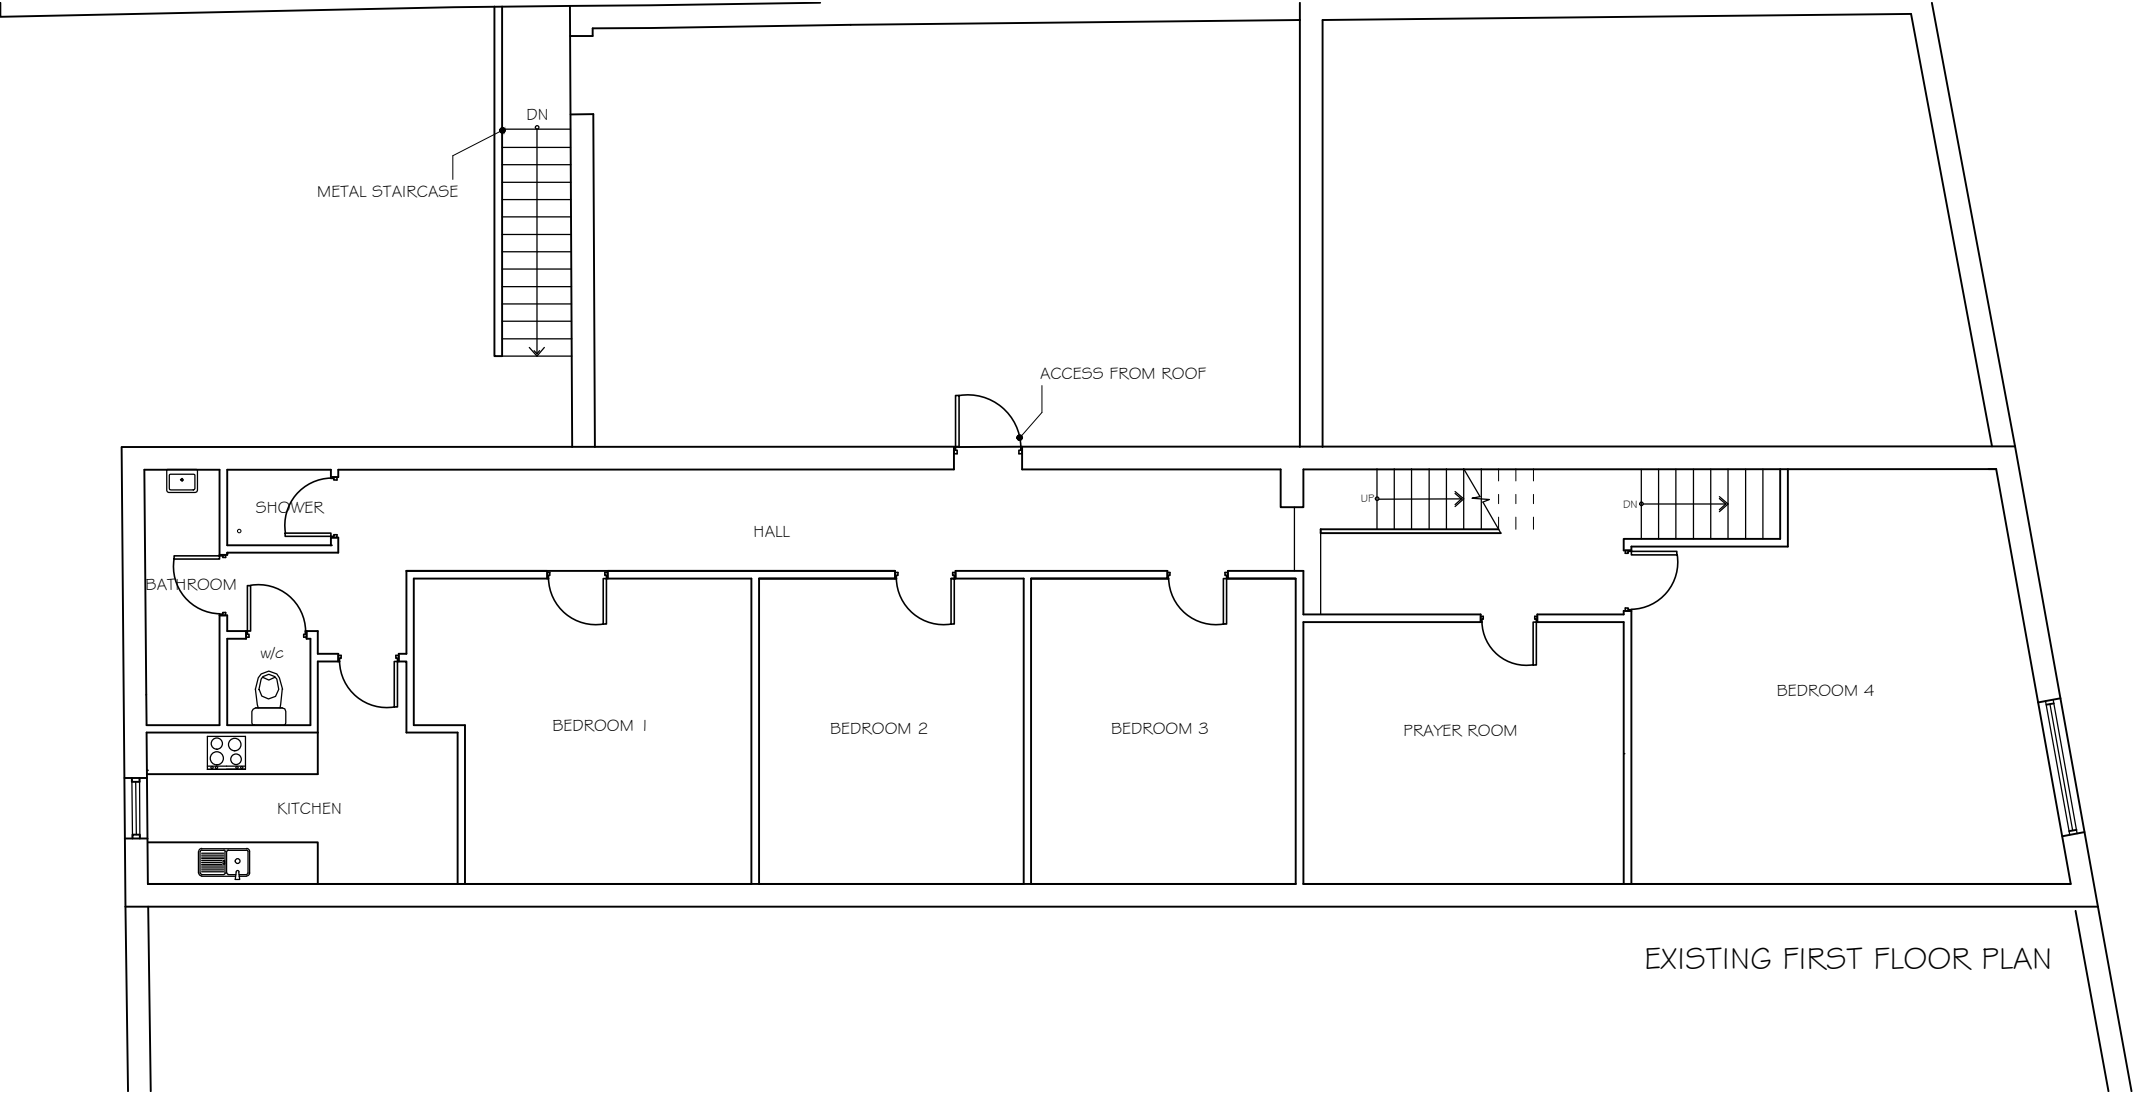 DN
METAL STAIRCASE
ACCESS FROM ROOF
SHOWER
HALL
UP
DN
BATHROOM
W/C
BEDROOM 1
BEDROOM 2
BEDROOM 3
PRAYER ROOM
BEDROOM 4
KITCHEN
EXISTING FIRST FLOOR PLAN